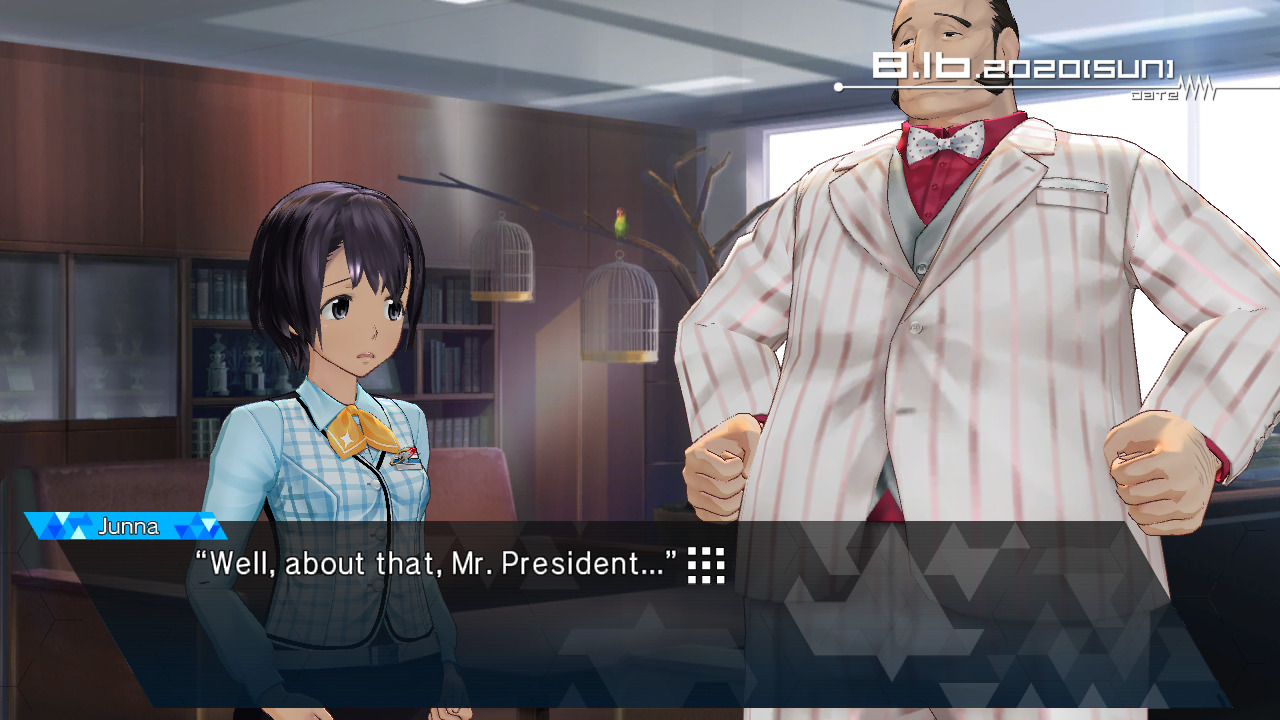 8.16.2020[SUN]
DATE
Junna
“Well, about that, Mr. President...”